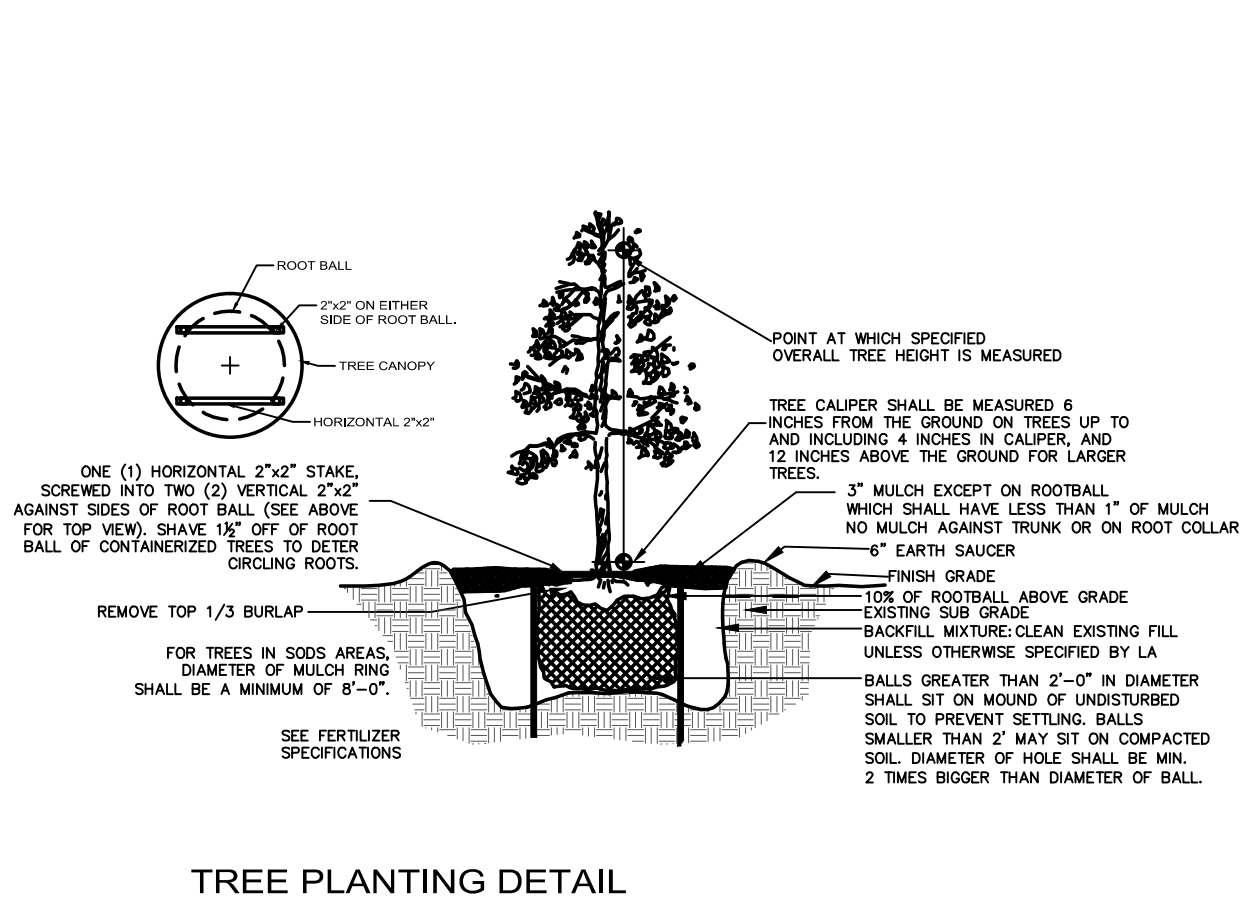 ROOT BALL
2"x2" ON EITHER
SIDE OF ROOT BALL.
TREE CANOPY
HORIZONTAL 2"x2"
ONE (1) HORIZONTAL 2"x2" STAKE,
SCREWED INTO TWO (2) VERTICAL 2"x2"
AGAINST SIDES OF ROOT BALL (SEE ABOVE
FOR TOP VIEW). SHAVE 1½" OFF OF ROOT
BALL OF CONTAINERIZED TREES TO DETER
CIRCLING ROOTS.
REMOVE TOP 1/3 BURLAP
FOR TREES IN SODS AREAS,
DIAMETER OF MULCH RING
SHALL BE A MINIMUM OF 8'-0".
SEE FERTILIZER
SPECIFICATIONS
POINT AT WHICH SPECIFIED
OVERALL TREE HEIGHT IS MEASURED
TREE CALIPER SHALL BE MEASURED 6
INCHES FROM THE GROUND ON TREES UP TO
AND INCLUDING 4 INCHES IN CALIPER, AND
12 INCHES ABOVE THE GROUND FOR LARGER
TREES.
3" MULCH EXCEPT ON ROOTBALL
WHICH SHALL HAVE LESS THAN 1" OF MULCH
NO MULCH AGAINST TRUNK OR ON ROOT COLLAR
6" EARTH SAUCER
FINISH GRADE
10% OF ROOTBALL ABOVE GRADE
EXISTING SUB GRADE
BACKFILL MIXTURE: CLEAN EXISTING FILL
UNLESS OTHERWISE SPECIFIED BY LA
BALLS GREATER THAN 2'-0" IN DIAMETER
SHALL SIT ON MOUND OF UNDISTURBED
SOIL TO PREVENT SETTLING. BALLS
SMALLER THAN 2' MAY SIT ON COMPACTED
SOIL. DIAMETER OF HOLE SHALL BE MIN.
2 TIMES BIGGER THAN DIAMETER OF BALL.
TREE PLANTING DETAIL